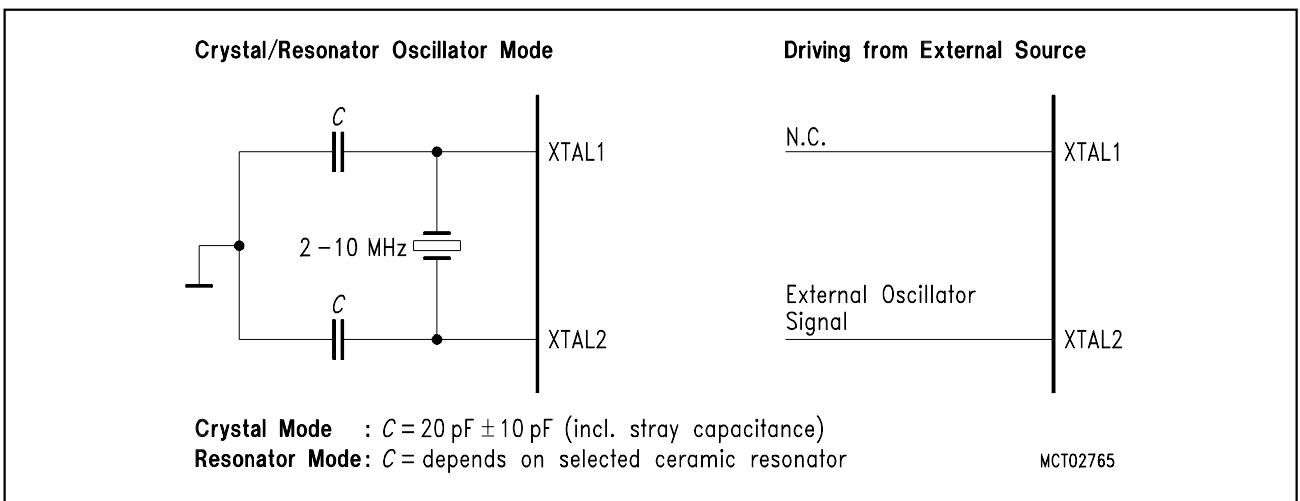 Crystal/Resonator Oscillator Mode
C
XTAL1
2 – 10 MHz
C
XTAL2
Driving from External Source
N.C.
XTAL1
External Oscillator
Signal
XTAL2
Crystal Mode : C = 20 pF ± 10 pF (incl. stray capacitance)
Resonator Mode: C = depends on selected ceramic resonator
MCT02765